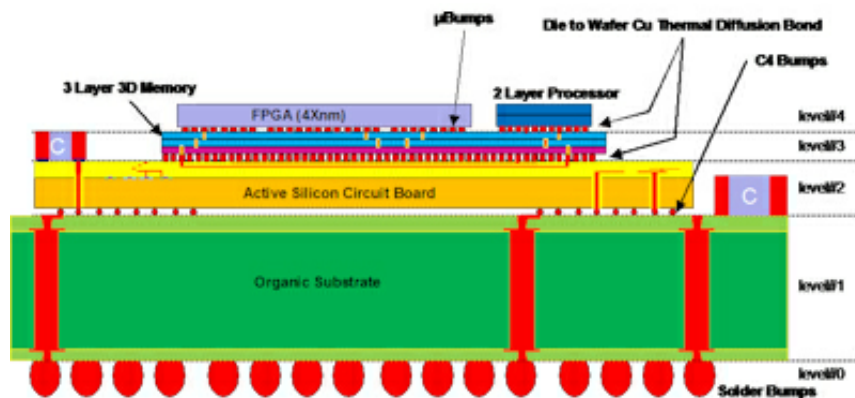 µBumps
Die to Wafer Cu Thermal Diffusion Bond
C4 Bumps
3 Layer 3D Memory
2 Layer Processor
FPGA (4Xnm)
level#4
level#3
C
level#2
Active Silicon Circuit Board
C
Organic Substrate
level#1
level#0
Solder Bumps